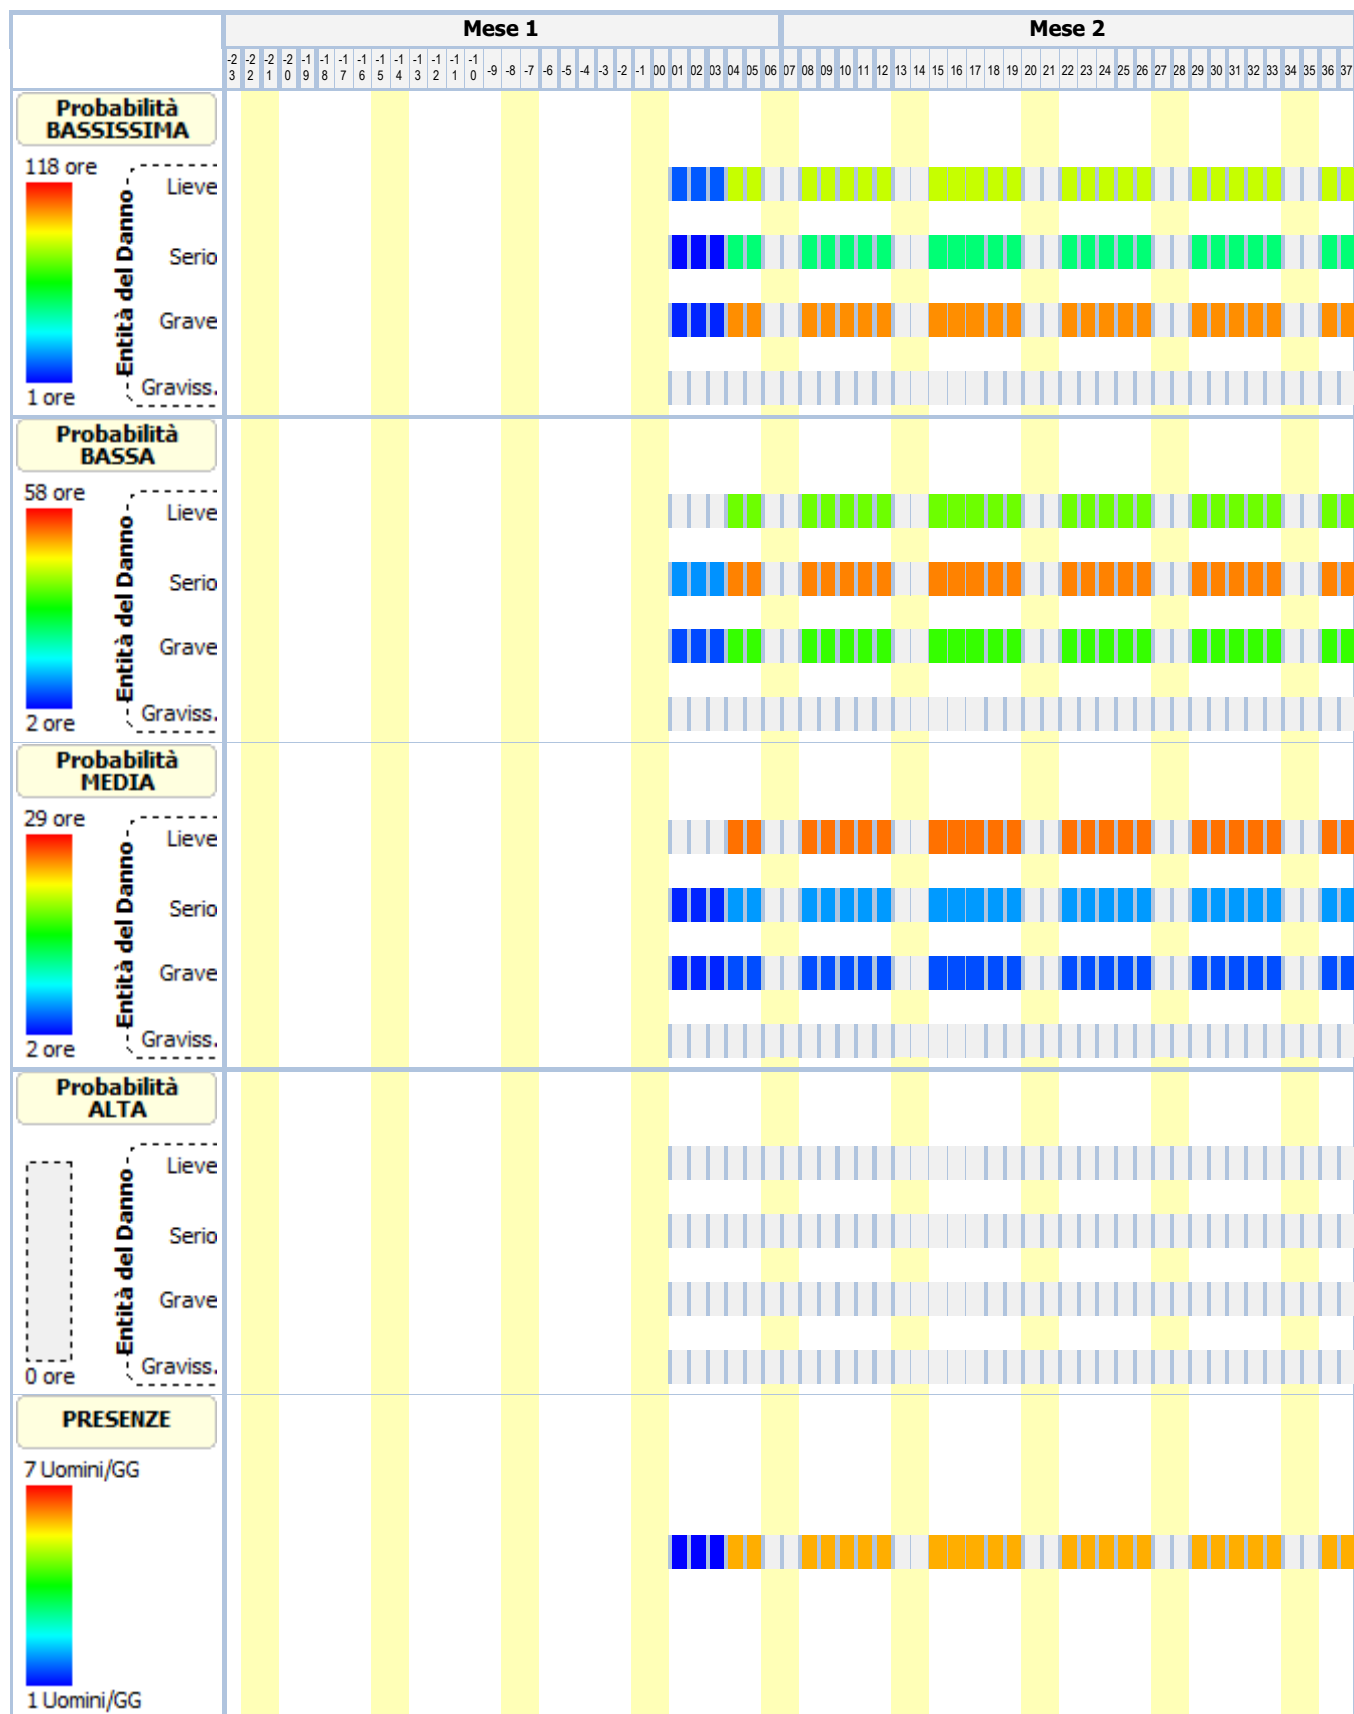 Mese 1 Mese 2
-23 -22 -21 -20 -19 -18 -17 -16 -15 -14 -13 -12 -11 -10 -9 -8 -7 -6 -5 -4 -3 -2 -1 00 01 02 03 04 05 06 07 08 09 10 11 12 13 14 15 16 17 18 19 20 21 22 23 24 25 26 27 28 29 30 31 32 33 34 35 36 37
Probabilità
BASSISSIMA
118 ore
Entità del Danno
Lieve
Serio
Grave
Graviss.
1 ore
Probabilità
BASSA
58 ore
Entità del Danno
Lieve
Serio
Grave
Graviss.
2 ore
Probabilità
MEDIA
29 ore
Entità del Danno
Lieve
Serio
Grave
Graviss.
2 ore
Probabilità
ALTA
Entità del Danno
Lieve
Serio
Grave
Graviss.
0 ore
PRESENZE
7 Uomini/GG
1 Uomini/GG